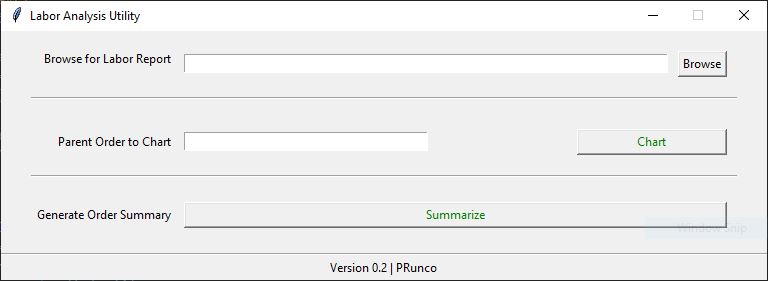 Labor Analysis Utility
Browse for Labor Report
Browse
Parent Order to Chart
Chart
Generate Order Summary
Summarize
Window Snip
Version 0.2 | PRunco